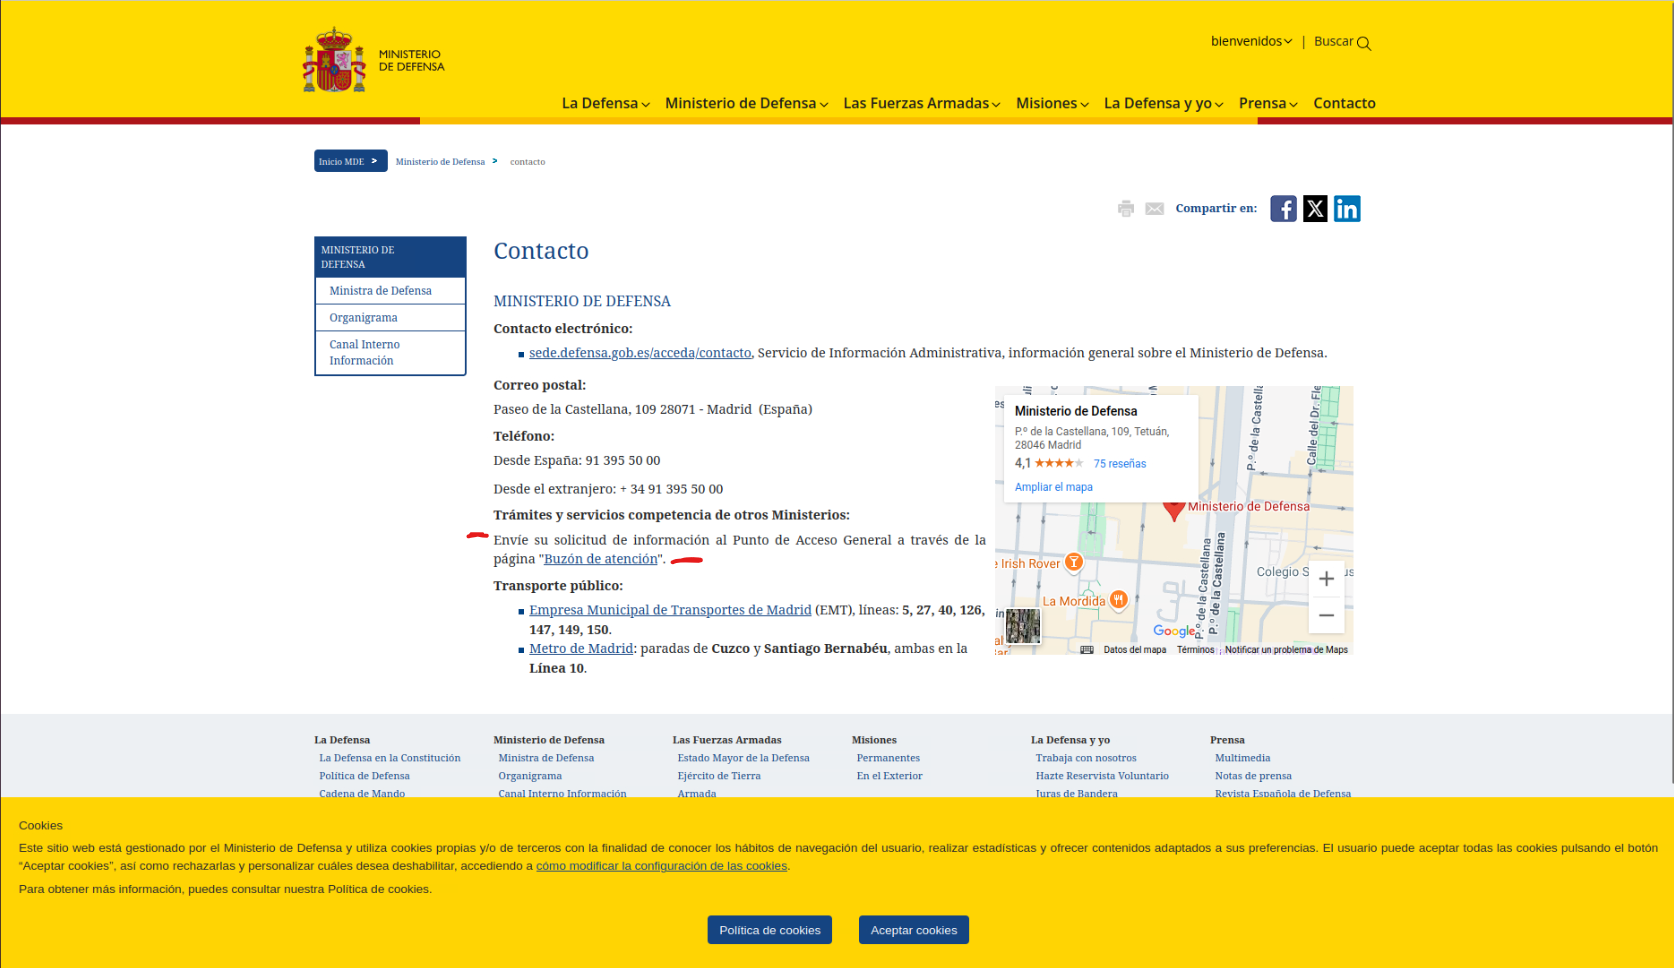 MINISTERIO
DE DEFENSA
bienvenidos | Buscar
La Defensa Ministerio de Defensa Las Fuerzas Armadas Misiones La Defensa y yo Prensa Contacto
Inicio MDE > Ministerio de Defensa > contacto
Compartir en:
MINISTERIO DE
DEFENSA
Ministra de Defensa
Organigrama
Canal Interno
Información
Contacto
MINISTERIO DE DEFENSA
Contacto electrónico:
sede.defensa.gob.es/acceda/contacto, Servicio de Información Administrativa, información general sobre el Ministerio de Defensa.
Correo postal:
Paseo de la Castellana, 109 28071 - Madrid (España)
Teléfono:
Desde España: 91 395 50 00
Desde el extranjero: + 34 91 395 50 00
Trámites y servicios competencia de otros Ministerios:
Envíe su solicitud de información al Punto de Acceso General a través de la
página "Buzón de atención".
Transporte público:
Empresa Municipal de Transportes de Madrid (EMT), líneas: 5, 27, 40, 126,
147, 149, 150.
Metro de Madrid: paradas de Cuzco y Santiago Bernabéu, ambas en la
Línea 10.
Ministerio de Defensa
P.º de la Castellana, 109, Tetuán,
28046 Madrid
4,1 ★★★★★ 75 reseñas
Ampliar el mapa
P.º de la Castella
Calle del Dr. Fle
Ministerio de Defensa
e Irish Rover
La Mordida
P.º de la Castellana
P.º de la Castellana
Colegio S
Google
Datos del mapa Términos Notificar un problema de Maps
La Defensa
La Defensa en la Constitución
Política de Defensa
Cadena de Mando
Ministerio de Defensa
Ministra de Defensa
Organigrama
Canal Interno Información
Las Fuerzas Armadas
Estado Mayor de la Defensa
Ejército de Tierra
Armada
Misiones
Permanentes
En el Exterior
La Defensa y yo
Trabaja con nosotros
Hazte Reservista Voluntario
Juras de Bandera
Prensa
Multimedia
Notas de prensa
Revista Española de Defensa
Cookies
Este sitio web está gestionado por el Ministerio de Defensa y utiliza cookies propias y/o de terceros con la finalidad de conocer los hábitos de navegación del usuario, realizar estadísticas y ofrecer contenidos adaptados a sus preferencias. El usuario puede aceptar todas las cookies pulsando el botón
“Aceptar cookies”, así como rechazarlas y personalizar cuáles desea deshabilitar, accediendo a cómo modificar la configuración de las cookies.
Para obtener más información, puedes consultar nuestra Política de cookies.
Política de cookies Aceptar cookies